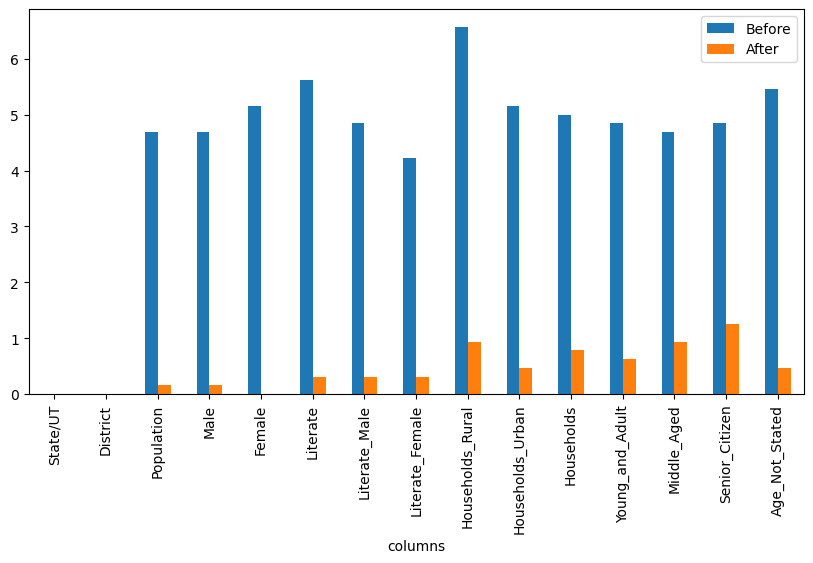 Before
After
6
5
4
3
2
1
0
State/UT
District
Population
Male
Female
Literate
Literate_Male
Literate_Female
Households_Rural
Households_Urban
Households
Young_and_Adult
Middle_Aged
Senior_Citizen
Age_Not_Stated
columns